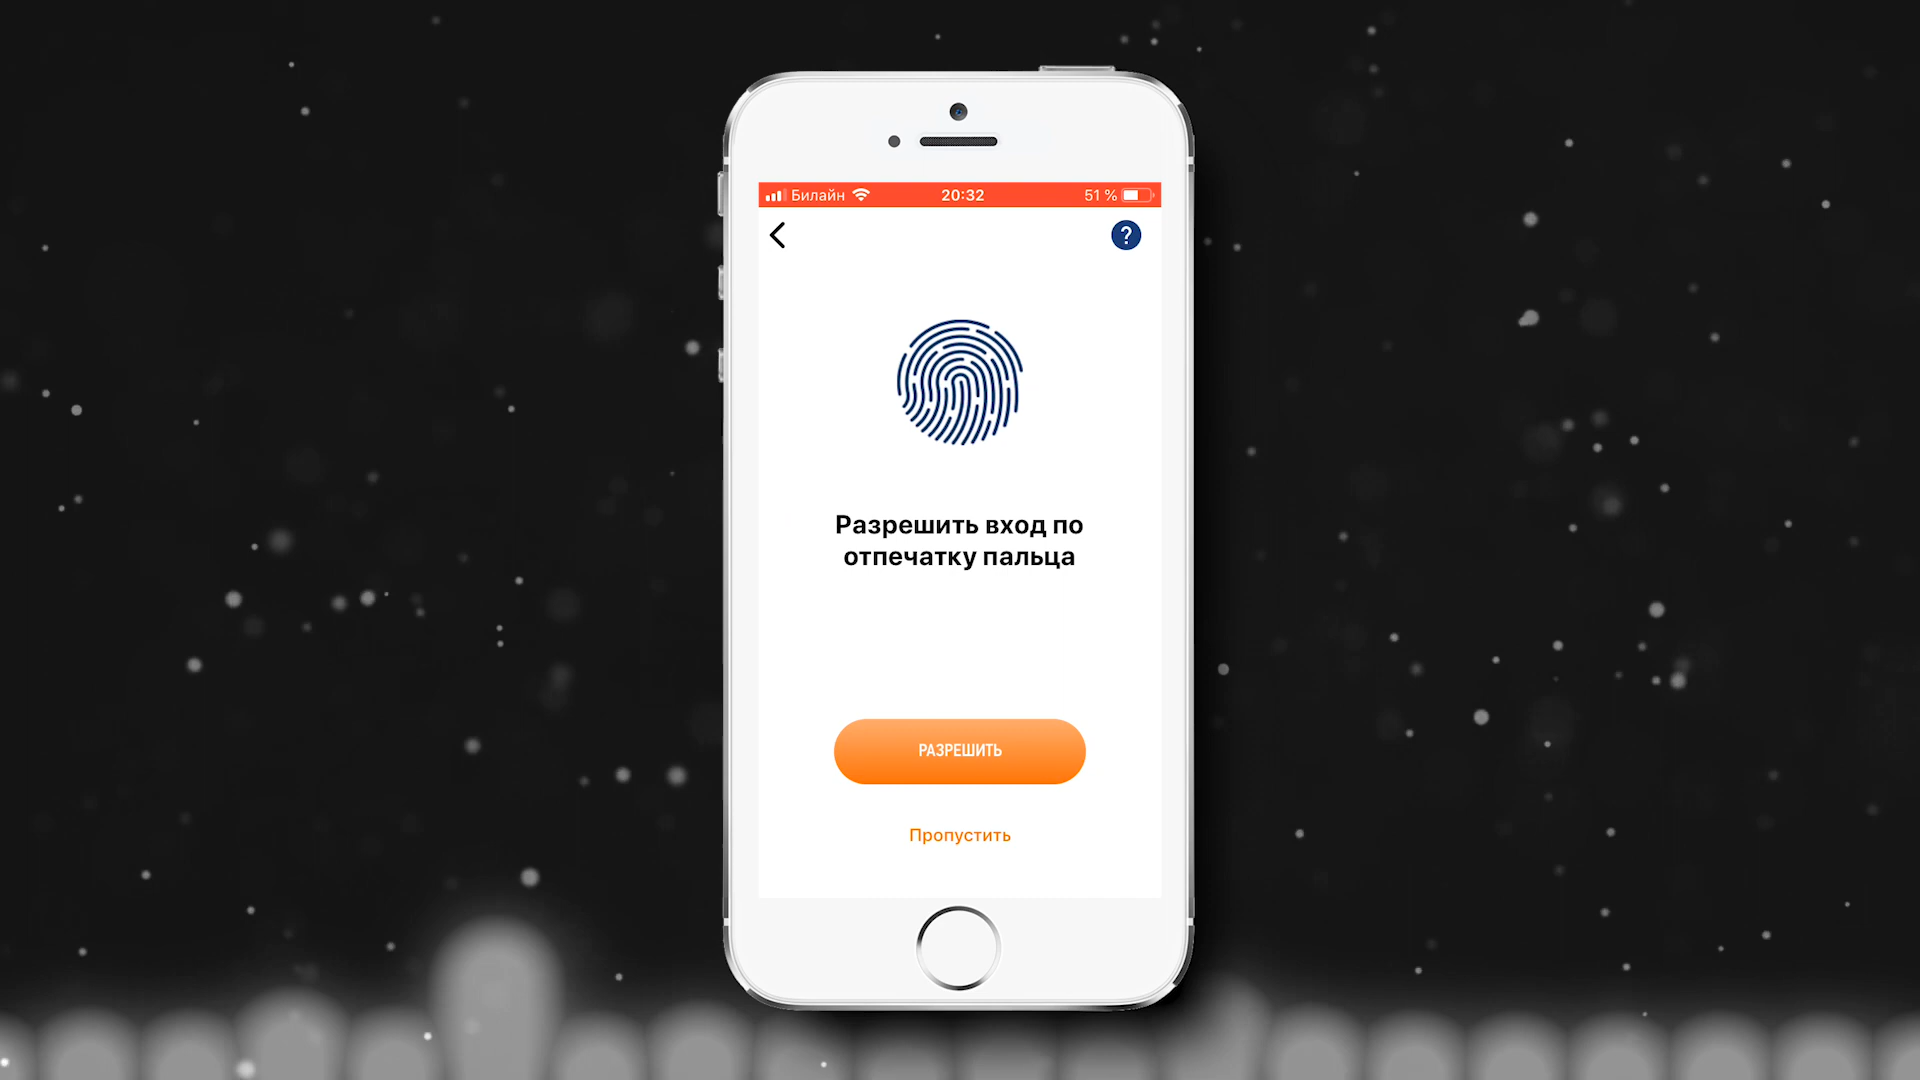 Билайн 20:32 51 %
?
Разрешить вход по
отпечатку пальца
РАЗРЕШИТЬ
Пропустить